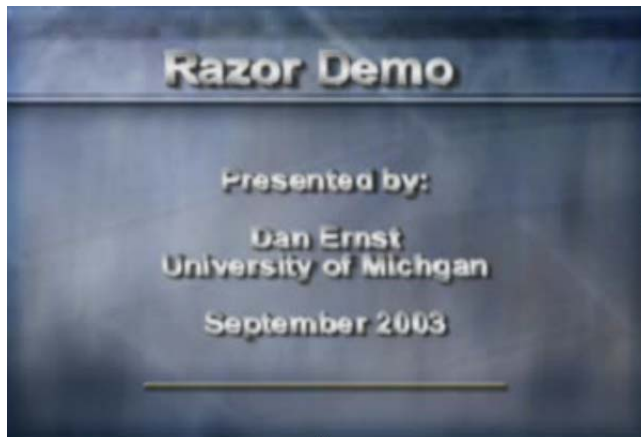 Razor Demo
Presented by:
Dan Ernst
University of Michgan
September 2003